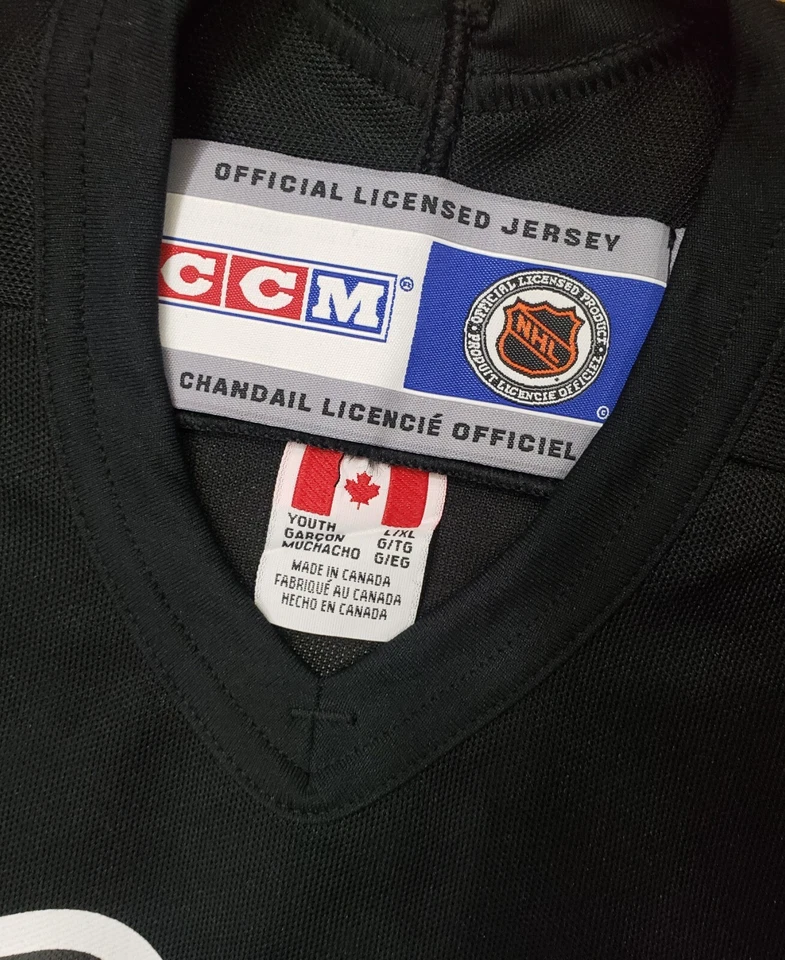 OFFICIAL LICENSED JERSEY
CCM®
OFFICIAL LICENSED PRODUCT
NHL
PRODUIT LICENCIE OFFICIEL
©
CHANDAIL LICENCIÉ OFFICIEL
YOUTH L/XL
GARÇON G/TG
MUCHACHO G/EG
MADE IN CANADA
FABRIQUÉ AU CANADA
HECHO EN CANADA